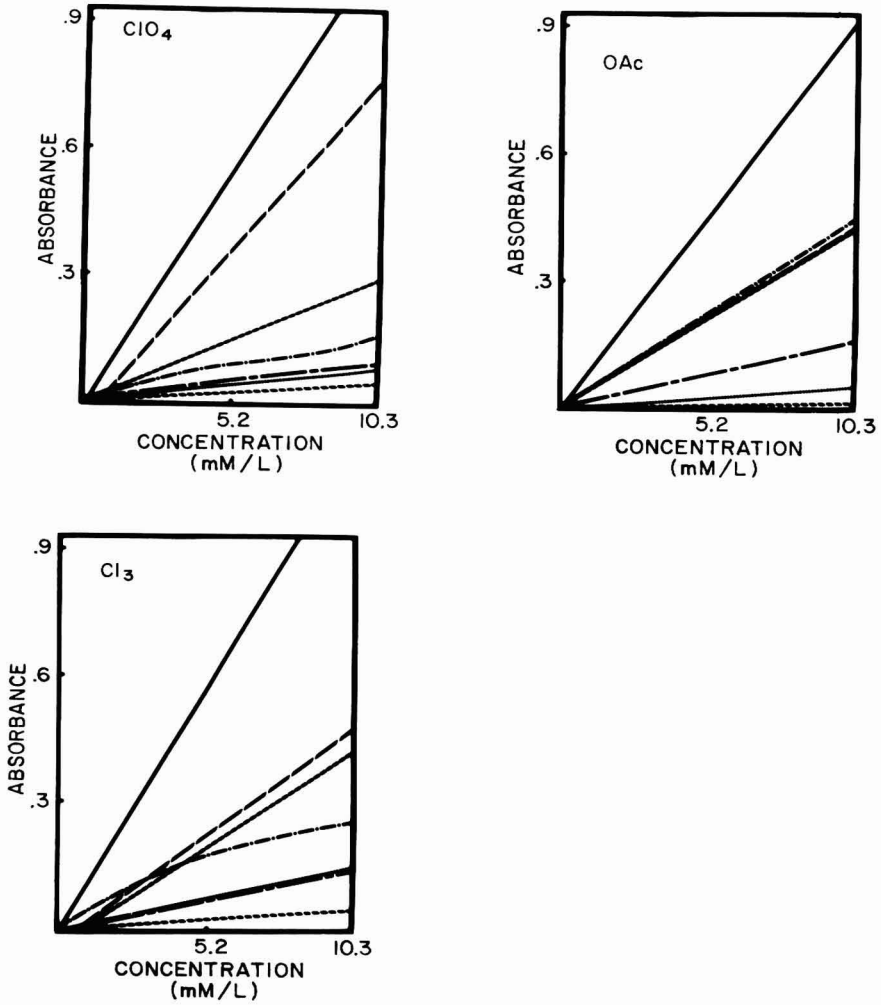 .9
ClO4
.6
.3
ABSORBANCE
5.2
10.3
CONCENTRATION
(mM/L)
.9
OAc
.6
.3
ABSORBANCE
5.2
10.3
CONCENTRATION
(mM/L)
.9
Cl3
.6
.3
ABSORBANCE
5.2
10.3
CONCENTRATION
(mM/L)